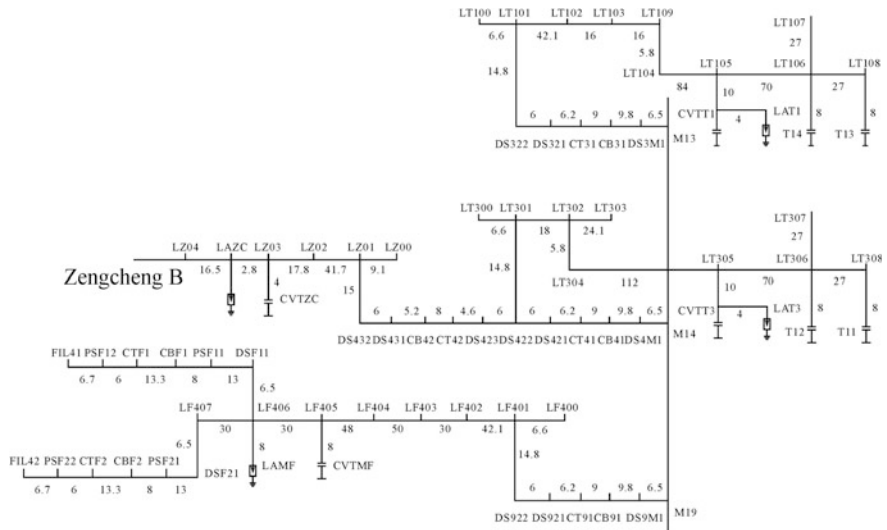 LT100 LT101 LT102 LT103 LT109 LT107
6.6 42.1 16 16 27
5.8
14.8 LT104 LT105 LT106 LT108
84 10 70 27
6 6.2 9 9.8 6.5 CVTT1 4 LAT1 8 8
DS322 DS321 CT31 CB31 DS3M1 M13 T14 T13
LT300 LT301 LT302 LT303 LT307
6.6 18 5.8 24.1 27
LZ04 LAZC LZ03 LZ02 LZ01 LZ00 14.8 LT305 LT306 LT308
Zengcheng B 16.5 2.8 17.8 41.7 9.1 LT304 112 10 70 27
4 CVTZC 15
6 5.2 8 4.6 6 6 6.2 9 9.8 6.5 CVTT3 4 LAT3 8 8
DS432 DS431 CB42 CT42 DS423 DS422 DS421 CT41 CB41 DS4M1 M14 T12 T11
FIL41 PSF12 CTF1 CBF1 PSF11 DSF11
6.7 6 13.3 8 13
6.5
LF407 LF406 LF405 LF404 LF403 LF402 LF401 LF400
30 30 48 50 30 42.1 6.6
6.5 8 8
FIL42 PSF22 CTF2 CBF2 PSF21 DSF21 LAMF CVTMF 14.8
6.7 6 13.3 8 13
6 6.2 9 9.8 6.5
DS922 DS921 CT91 CB91 DS9M1 M19